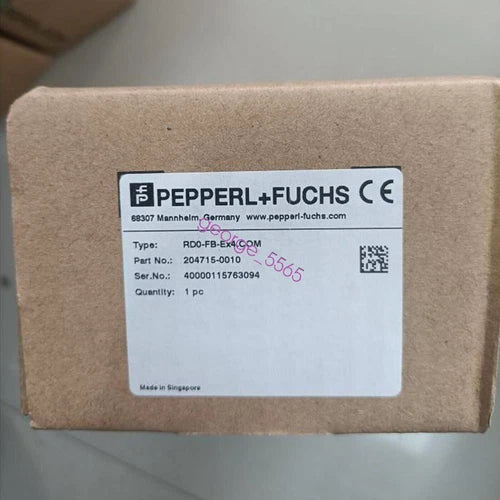 PEPPERL+FUCHS CE
68307 Mannheim, Germany www.pepperl-fuchs.com
Type: RD0-FB-Ex4.COM
Part No.: 204715-0010
Ser.No.: 40000115763094
Quantity: 1 pc
Made in Singapore
george_5565